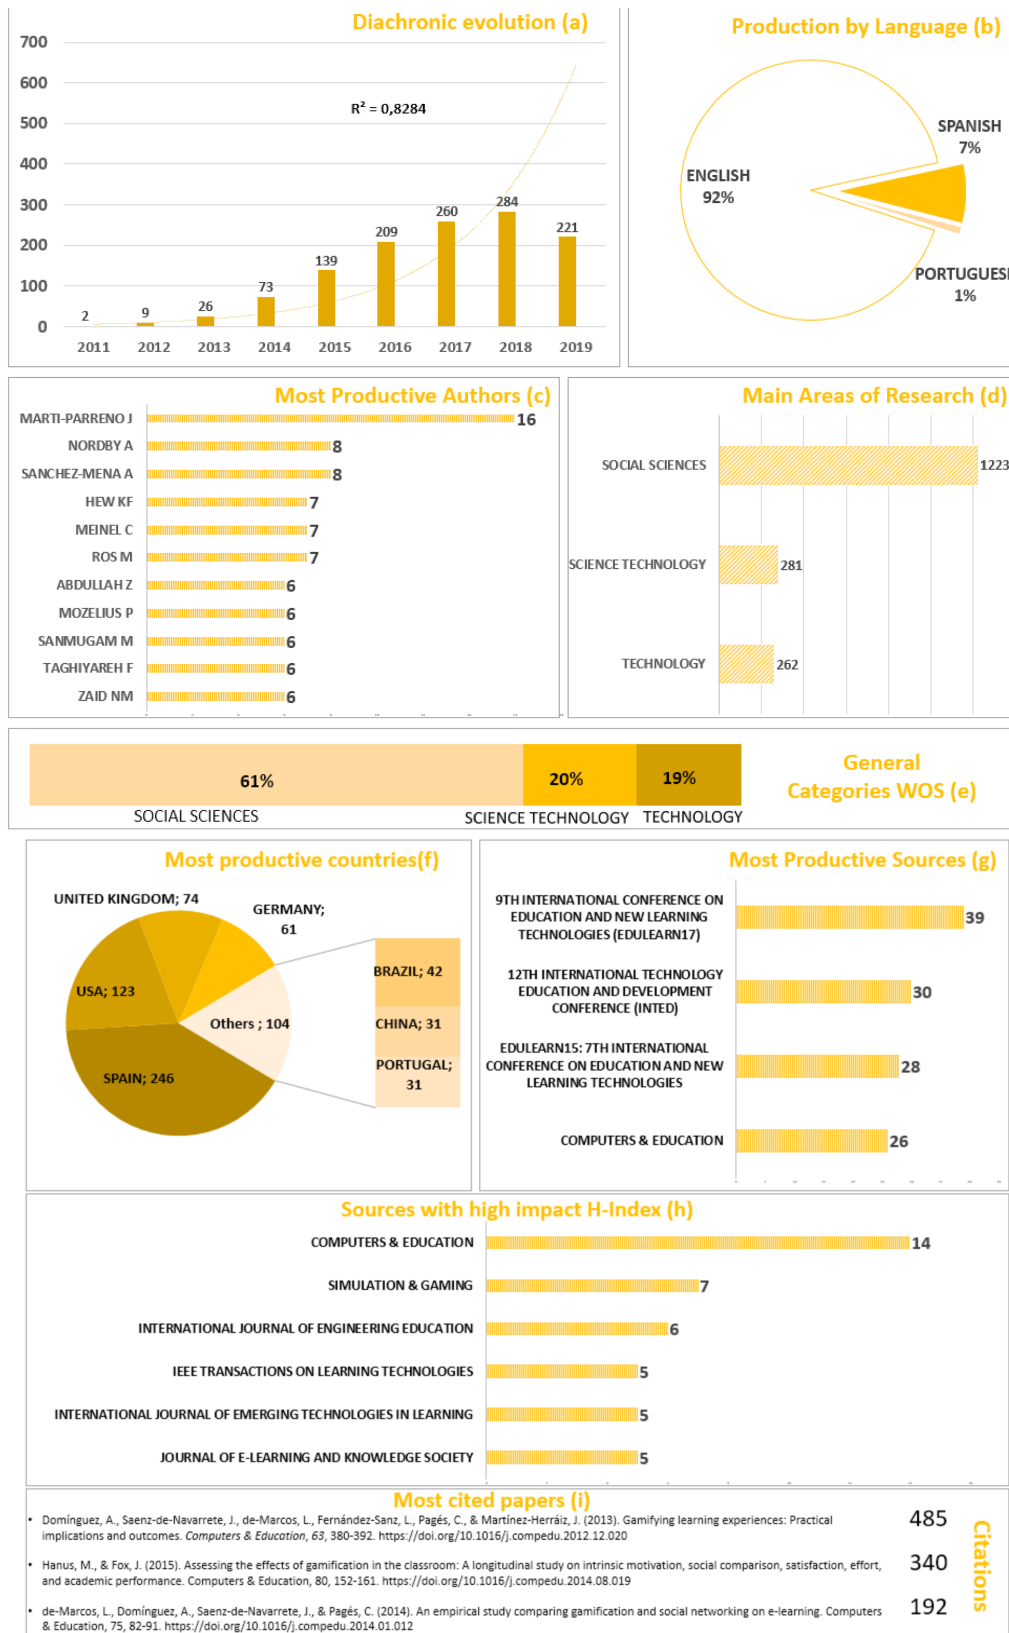 Diachronic evolution (a)
700
600
500
400
300
200
100
0
R² = 0,8284
2
9
26
73
139
209
260
284
221
2011 2012 2013 2014 2015 2016 2017 2018 2019
Production by Language (b)
SPANISH
7%
ENGLISH
92%
PORTUGUESE
1%
Most Productive Authors (c)
MARTI-PARRENO J 16
NORDBY A 8
SANCHEZ-MENA A 8
HEW KF 7
MEINEL C 7
ROS M 7
ABDULLAH Z 6
MOZELIUS P 6
SANMUGAM M 6
TAGHIYAREH F 6
ZAID NM 6
Main Areas of Research (d)
SOCIAL SCIENCES 1223
SCIENCE TECHNOLOGY 281
TECHNOLOGY 262
61% 20% 19%
SOCIAL SCIENCES SCIENCE TECHNOLOGY TECHNOLOGY
General
Categories WOS (e)
Most productive countries(f)
UNITED KINGDOM; 74
GERMANY;
61
USA; 123
Others ; 104
SPAIN; 246
BRAZIL; 42
CHINA; 31
PORTUGAL;
31
Most Productive Sources (g)
9TH INTERNATIONAL CONFERENCE ON
EDUCATION AND NEW LEARNING
TECHNOLOGIES (EDULEARN17)
39
12TH INTERNATIONAL TECHNOLOGY
EDUCATION AND DEVELOPMENT
CONFERENCE (INTED)
30
EDULEARN15: 7TH INTERNATIONAL
CONFERENCE ON EDUCATION AND NEW
LEARNING TECHNOLOGIES
28
COMPUTERS & EDUCATION 26
Sources with high impact H-Index (h)
COMPUTERS & EDUCATION 14
SIMULATION & GAMING 7
INTERNATIONAL JOURNAL OF ENGINEERING EDUCATION 6
IEEE TRANSACTIONS ON LEARNING TECHNOLOGIES 5
INTERNATIONAL JOURNAL OF EMERGING TECHNOLOGIES IN LEARNING 5
JOURNAL OF E-LEARNING AND KNOWLEDGE SOCIETY 5
Most cited papers (i)
• Domínguez, A., Saenz-de-Navarrete, J., de-Marcos, L., Fernández-Sanz, L., Pagés, C., & Martínez-Herráiz, J. (2013). Gamifying learning experiences: Practical
implications and outcomes. Computers & Education, 63, 380-392. https://doi.org/10.1016/j.compedu.2012.12.020
485
• Hanus, M., & Fox, J. (2015). Assessing the effects of gamification in the classroom: A longitudinal study on intrinsic motivation, social comparison, satisfaction, effort,
and academic performance. Computers & Education, 80, 152-161. https://doi.org/10.1016/j.compedu.2014.08.019
340
• de-Marcos, L., Domínguez, A., Saenz-de-Navarrete, J., & Pagés, C. (2014). An empirical study comparing gamification and social networking on e-learning. Computers
& Education, 75, 82-91. https://doi.org/10.1016/j.compedu.2014.01.012
192
Citations